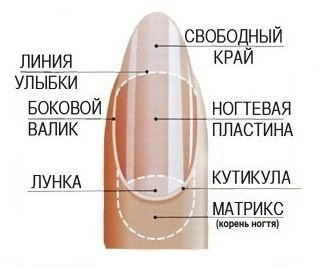 СВОБОДНЫЙ
КРАЙ
ЛИНИЯ
УЛЫБКИ
БОКОВОЙ
ВАЛИК
НОГТЕВАЯ
ПЛАСТИНА
ЛУНКА
КУТИКУЛА
МАТРИКС
(корень ногтя)